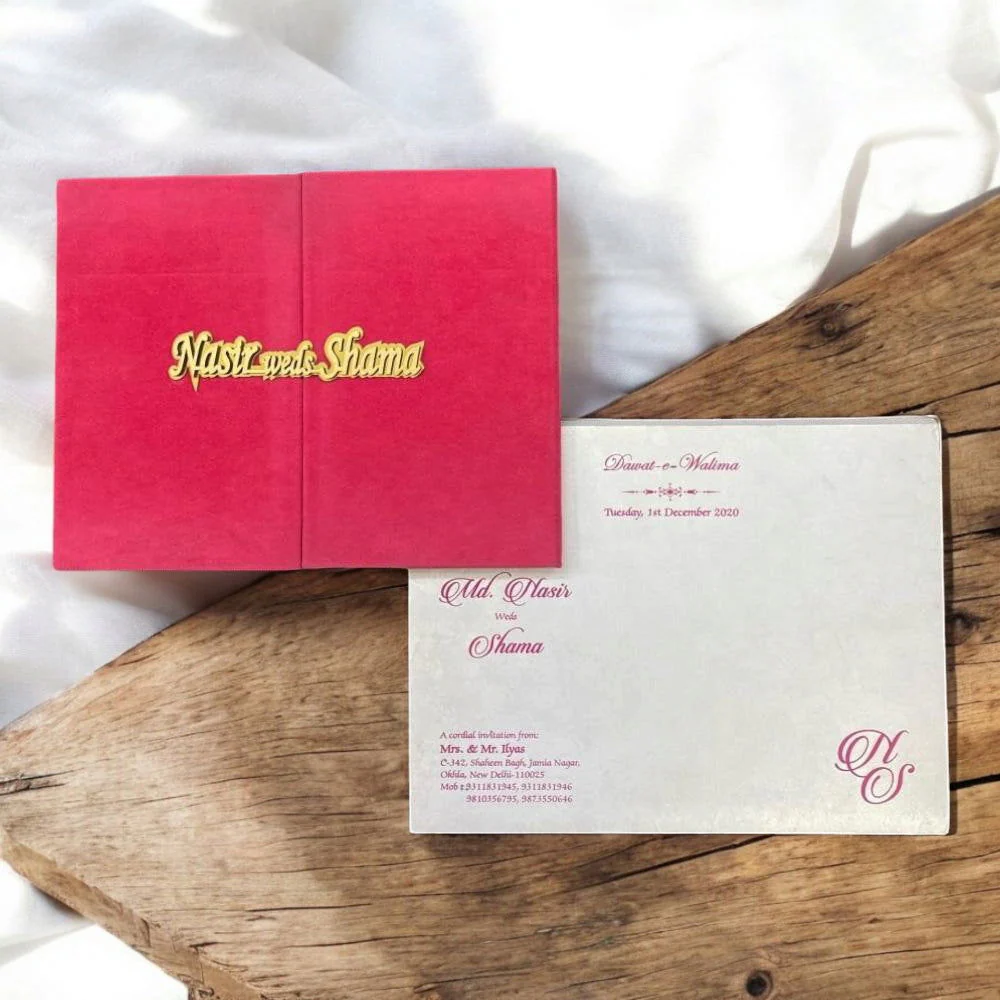 Nasir weds Shama
Dawat-e-Walima
Tuesday, 1st December 2020
Md. Nasir
Weds
Shama
A cordial invitation from:
Mrs. & Mr. Ilyas
C-342, Shaheen Bagh, Jamia Nagar,
Okhla, New Delhi-110025
Mob : 9311831945, 9311831946
9810356795, 9873550646
N
S